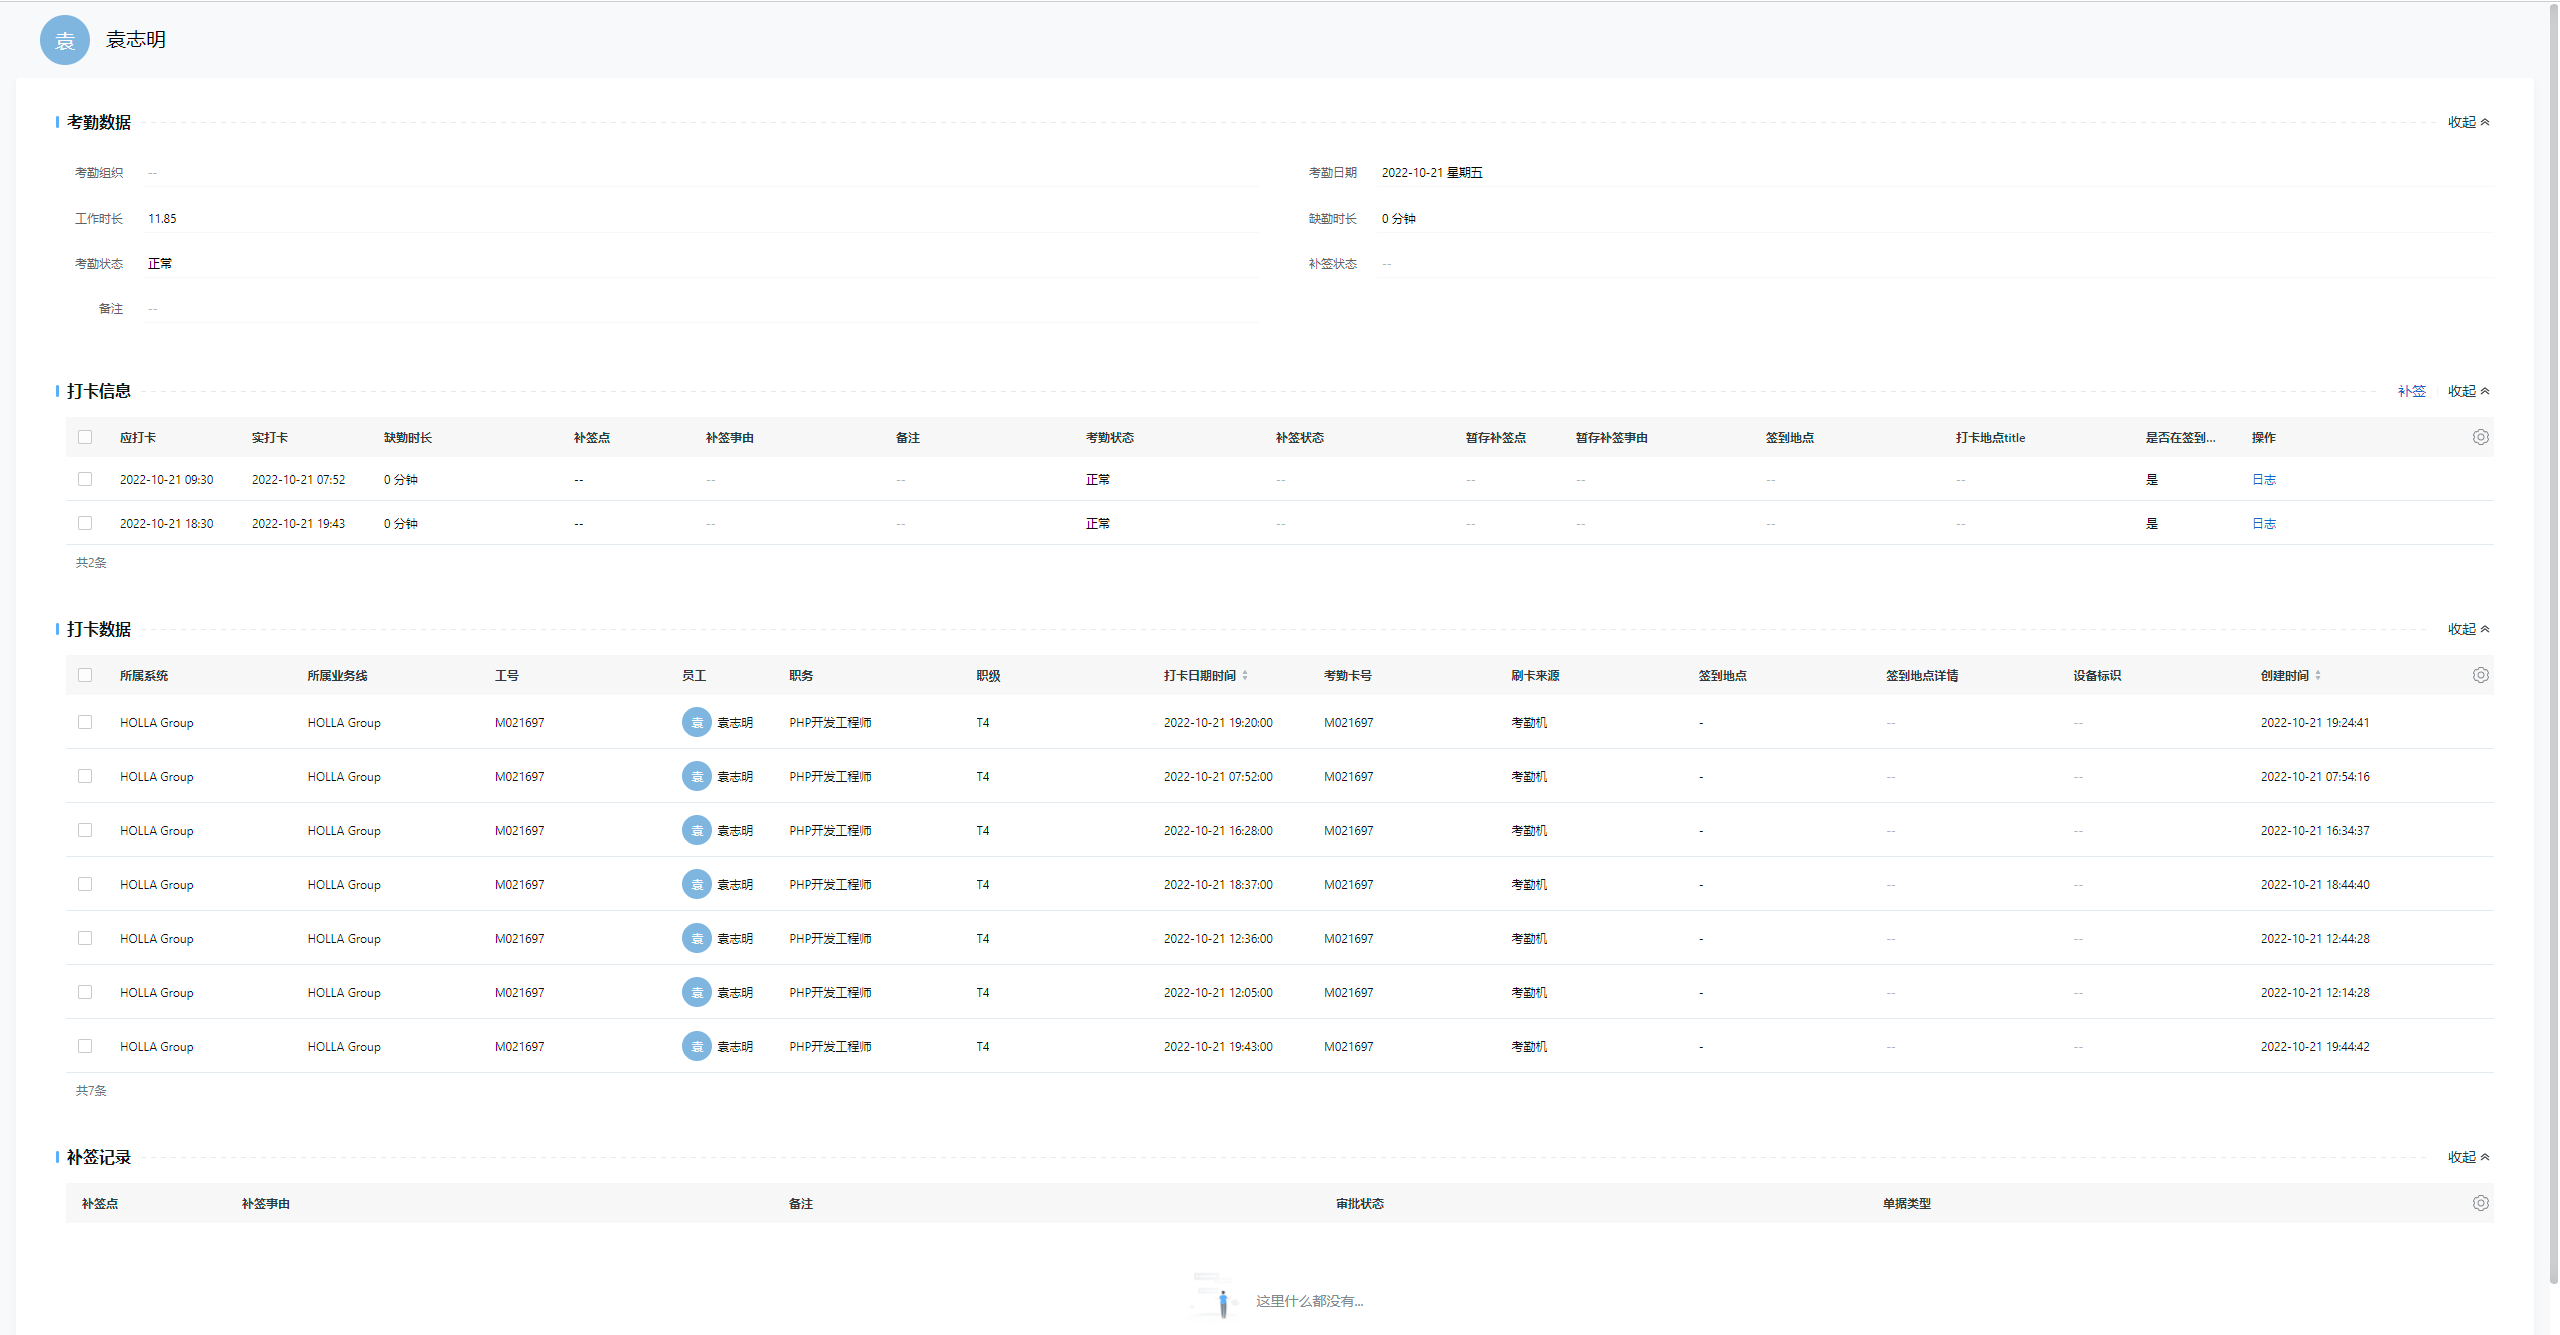 袁 袁志明
考勤数据 收起
考勤组织 -- 考勤日期 2022-10-21 星期五
工作时长 11.85 缺勤时长 0 分钟
考勤状态 正常 补签状态 --
备注 --
打卡信息 补签 收起
应打卡 实打卡 缺勤时长 补签点 补签事由 备注 考勤状态 补签状态 暂存补签点 暂存补签事由 签到地点 打卡地点title 是否在签到... 操作
2022-10-21 09:30 2022-10-21 07:52 0 分钟 -- -- -- 正常 -- -- -- -- -- 是 日志
2022-10-21 18:30 2022-10-21 19:43 0 分钟 -- -- -- 正常 -- -- -- -- -- 是 日志
共2条
打卡数据 收起
所属系统 所属业务线 工号 员工 职务 职级 打卡日期时间 考勤卡号 刷卡来源 签到地点 签到地点详情 设备标识 创建时间
HOLLA Group HOLLA Group M021697 袁 袁志明 PHP开发工程师 T4 2022-10-21 19:20:00 M021697 考勤机 - -- -- 2022-10-21 19:24:41
HOLLA Group HOLLA Group M021697 袁 袁志明 PHP开发工程师 T4 2022-10-21 07:52:00 M021697 考勤机 - -- -- 2022-10-21 07:54:16
HOLLA Group HOLLA Group M021697 袁 袁志明 PHP开发工程师 T4 2022-10-21 16:28:00 M021697 考勤机 - -- -- 2022-10-21 16:34:37
HOLLA Group HOLLA Group M021697 袁 袁志明 PHP开发工程师 T4 2022-10-21 18:37:00 M021697 考勤机 - -- -- 2022-10-21 18:44:40
HOLLA Group HOLLA Group M021697 袁 袁志明 PHP开发工程师 T4 2022-10-21 12:36:00 M021697 考勤机 - -- -- 2022-10-21 12:44:28
HOLLA Group HOLLA Group M021697 袁 袁志明 PHP开发工程师 T4 2022-10-21 12:05:00 M021697 考勤机 - -- -- 2022-10-21 12:14:28
HOLLA Group HOLLA Group M021697 袁 袁志明 PHP开发工程师 T4 2022-10-21 19:43:00 M021697 考勤机 - -- -- 2022-10-21 19:44:42
共7条
补签记录 收起
补签点 补签事由 备注 审批状态 单据类型
这里什么都没有...